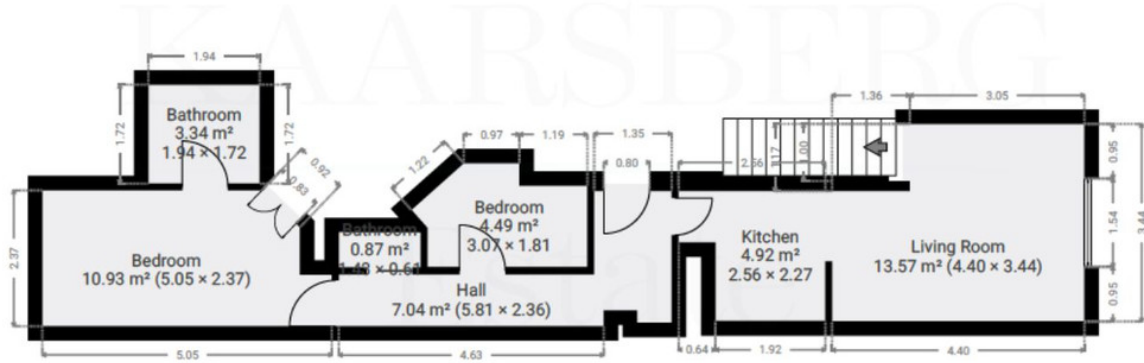 KAARSBERG
Estate
1.94
1.72
Bathroom
3.34 m²
1.94 × 1.72
1.72
0.92
0.83
2.37
Bedroom
10.93 m² (5.05 × 2.37)
5.05
1.22
0.97
1.19
Bathroom
0.87 m²
1.43 × 0.61
Bedroom
4.49 m²
3.07 × 1.81
Hall
7.04 m² (5.81 × 2.36)
4.63
1.35
0.80
2.56
Kitchen
4.92 m²
2.56 × 2.27
0.64
1.92
1.36
3.05
1.17
1.00
Living Room
13.57 m² (4.40 × 3.44)
0.95
1.54
3.44
0.95
4.40